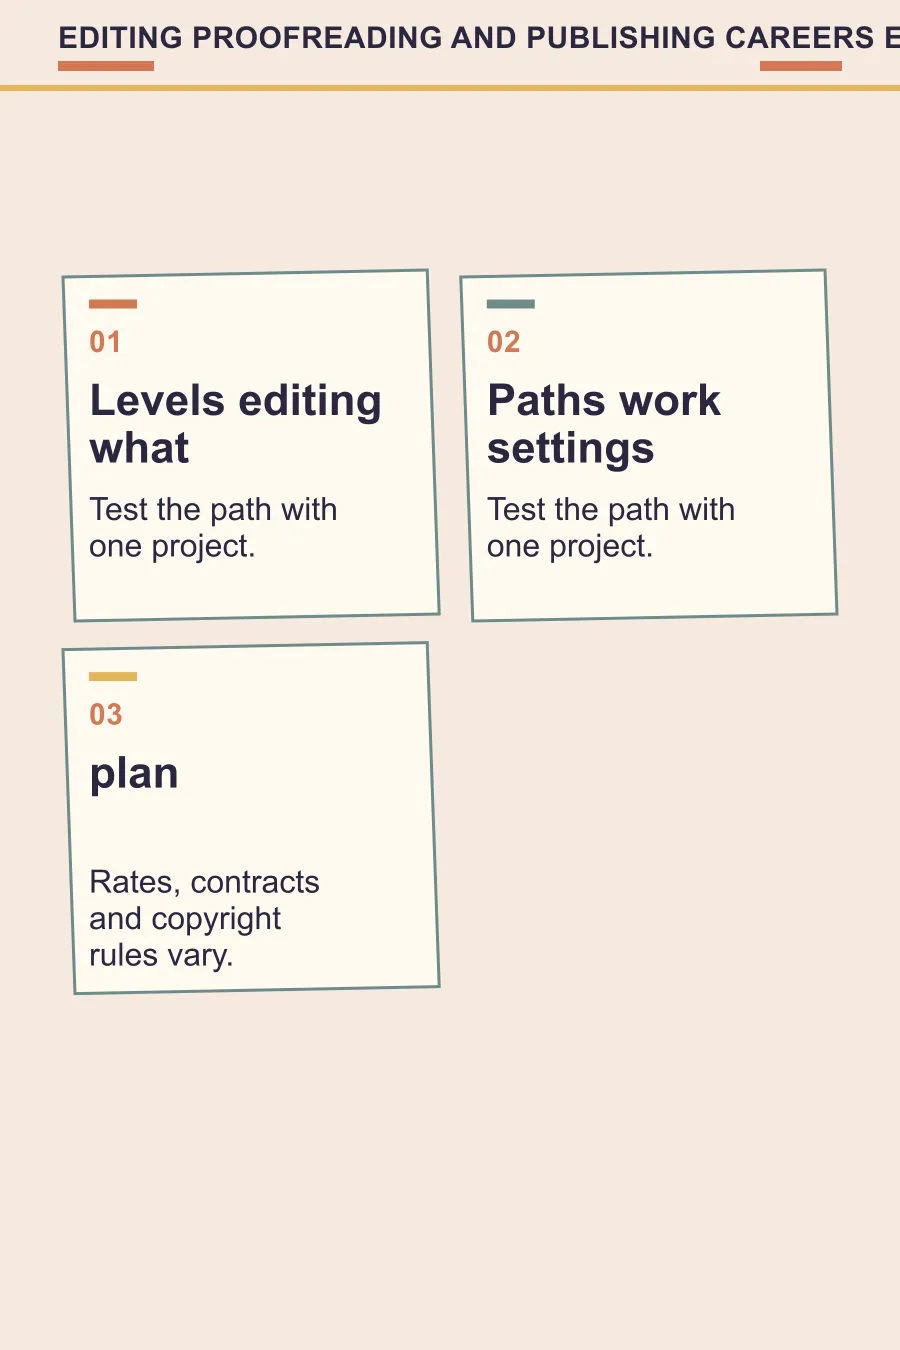 EDITING PROOFREADING AND PUBLISHING CAREERS E
01
Levels editing
what
Test the path with
one project.
02
Paths work
settings
Test the path with
one project.
03
plan
Rates, contracts
and copyright
rules vary.